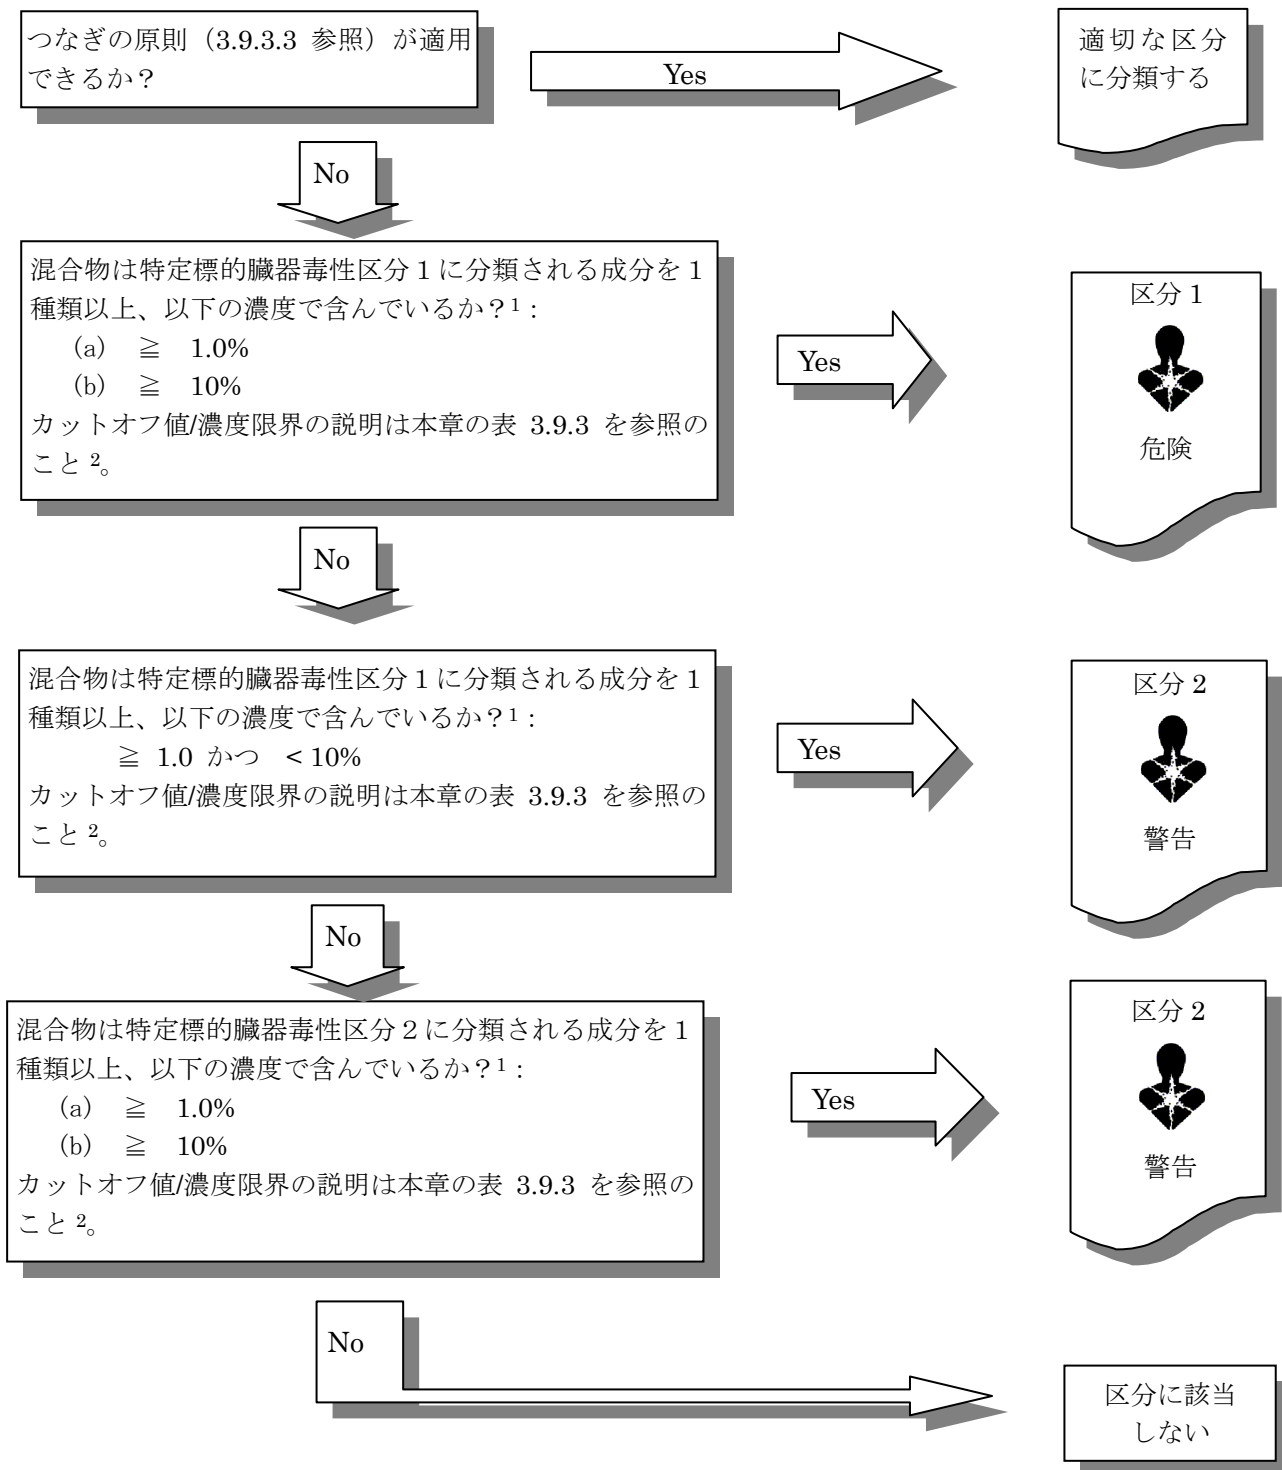 つなぎの原則（3.9.3.3 参照）が適用
できるか？
Yes
適切な区分
に分類する
No
混合物は特定標的臓器毒性区分１に分類される成分を１
種類以上、以下の濃度で含んでいるか？1：
(a) ≧ 1.0%
(b) ≧ 10%
カットオフ値/濃度限界の説明は本章の表 3.9.3 を参照の
こと 2。
Yes
区分 1
危険
No
混合物は特定標的臓器毒性区分１に分類される成分を１
種類以上、以下の濃度で含んでいるか？1：
≧ 1.0 かつ ＜10%
カットオフ値/濃度限界の説明は本章の表 3.9.3 を参照の
こと 2。
Yes
区分 2
警告
No
混合物は特定標的臓器毒性区分２に分類される成分を１
種類以上、以下の濃度で含んでいるか？1：
(a) ≧ 1.0%
(b) ≧ 10%
カットオフ値/濃度限界の説明は本章の表 3.9.3 を参照の
こと 2。
Yes
区分 2
警告
No
区分に該当
しない